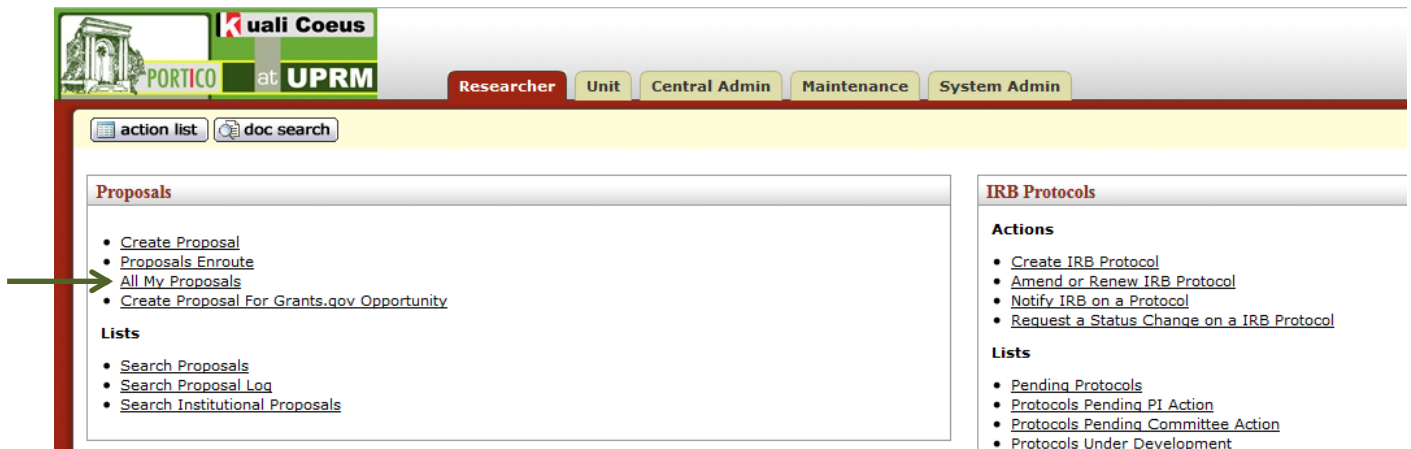 Kuali Coeus
PORTICO at UPRM
Researcher Unit Central Admin Maintenance System Admin
action list doc search
Proposals
Create Proposal
Proposals Enroute
All My Proposals
Create Proposal For Grants.gov Opportunity
Lists
Search Proposals
Search Proposal Log
Search Institutional Proposals
IRB Protocols
Actions
Create IRB Protocol
Amend or Renew IRB Protocol
Notify IRB on a Protocol
Request a Status Change on a IRB Protocol
Lists
Pending Protocols
Protocols Pending PI Action
Protocols Pending Committee Action
Protocols Under Development